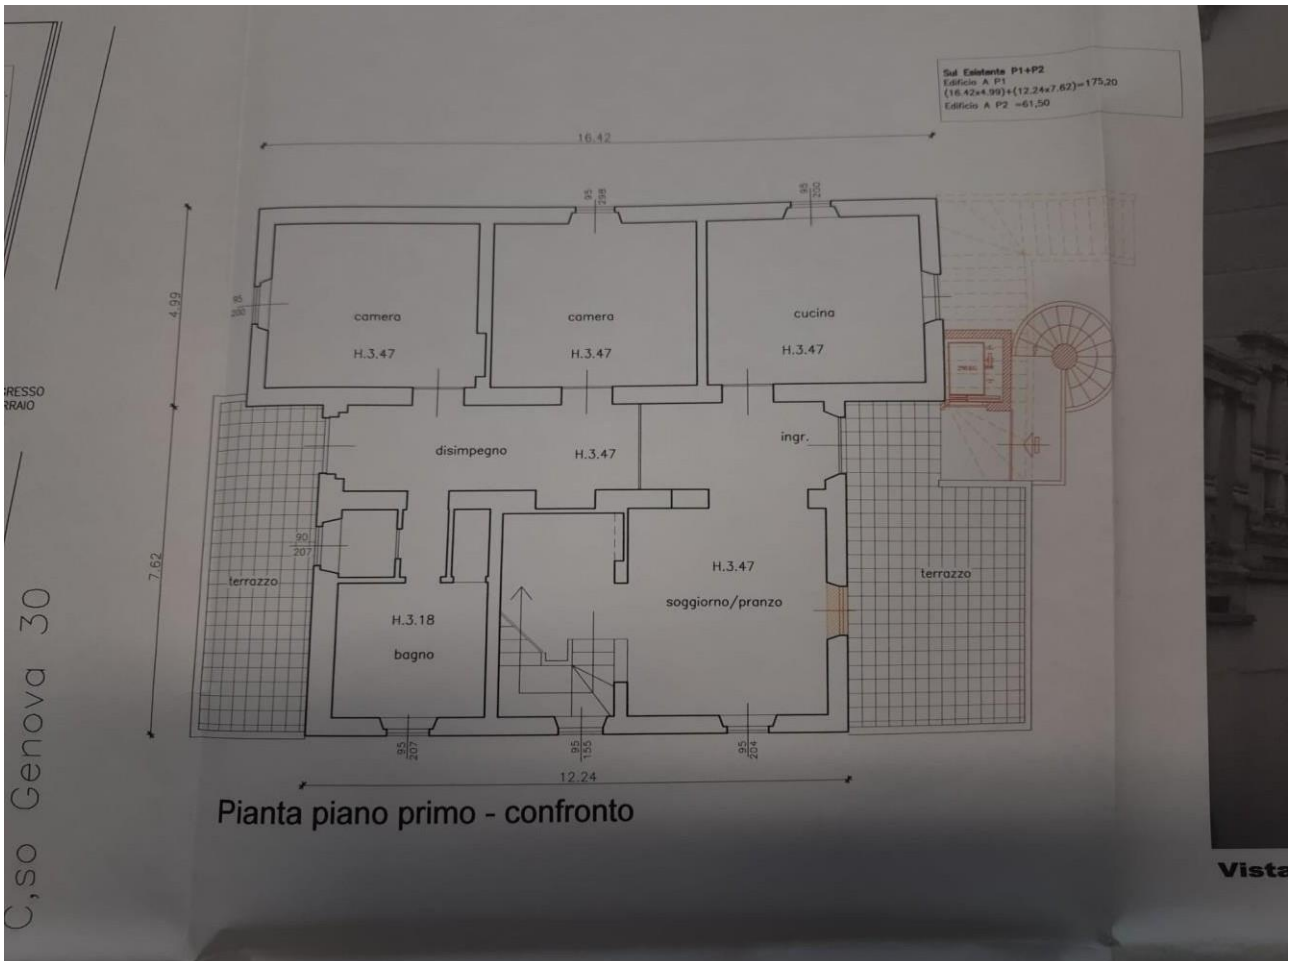 Sul Esistente P1+P2
Edificio A P1
(16.42x4.99)+(12.24x7.62)=175,20
Edificio A P2 =61,50
16.42
95
298
95
200
4.99
camera
H.3.47
camera
H.3.47
cucina
H.3.47
RESSO
RRAIO
disimpegno
H.3.47
ingr.
90
207
7.62
terrazzo
H.3.18
bagno
H.3.47
soggiorno/pranzo
terrazzo
95
207
95
155
95
204
12.24
Pianta piano primo - confronto
C,so Genova 30
Vista